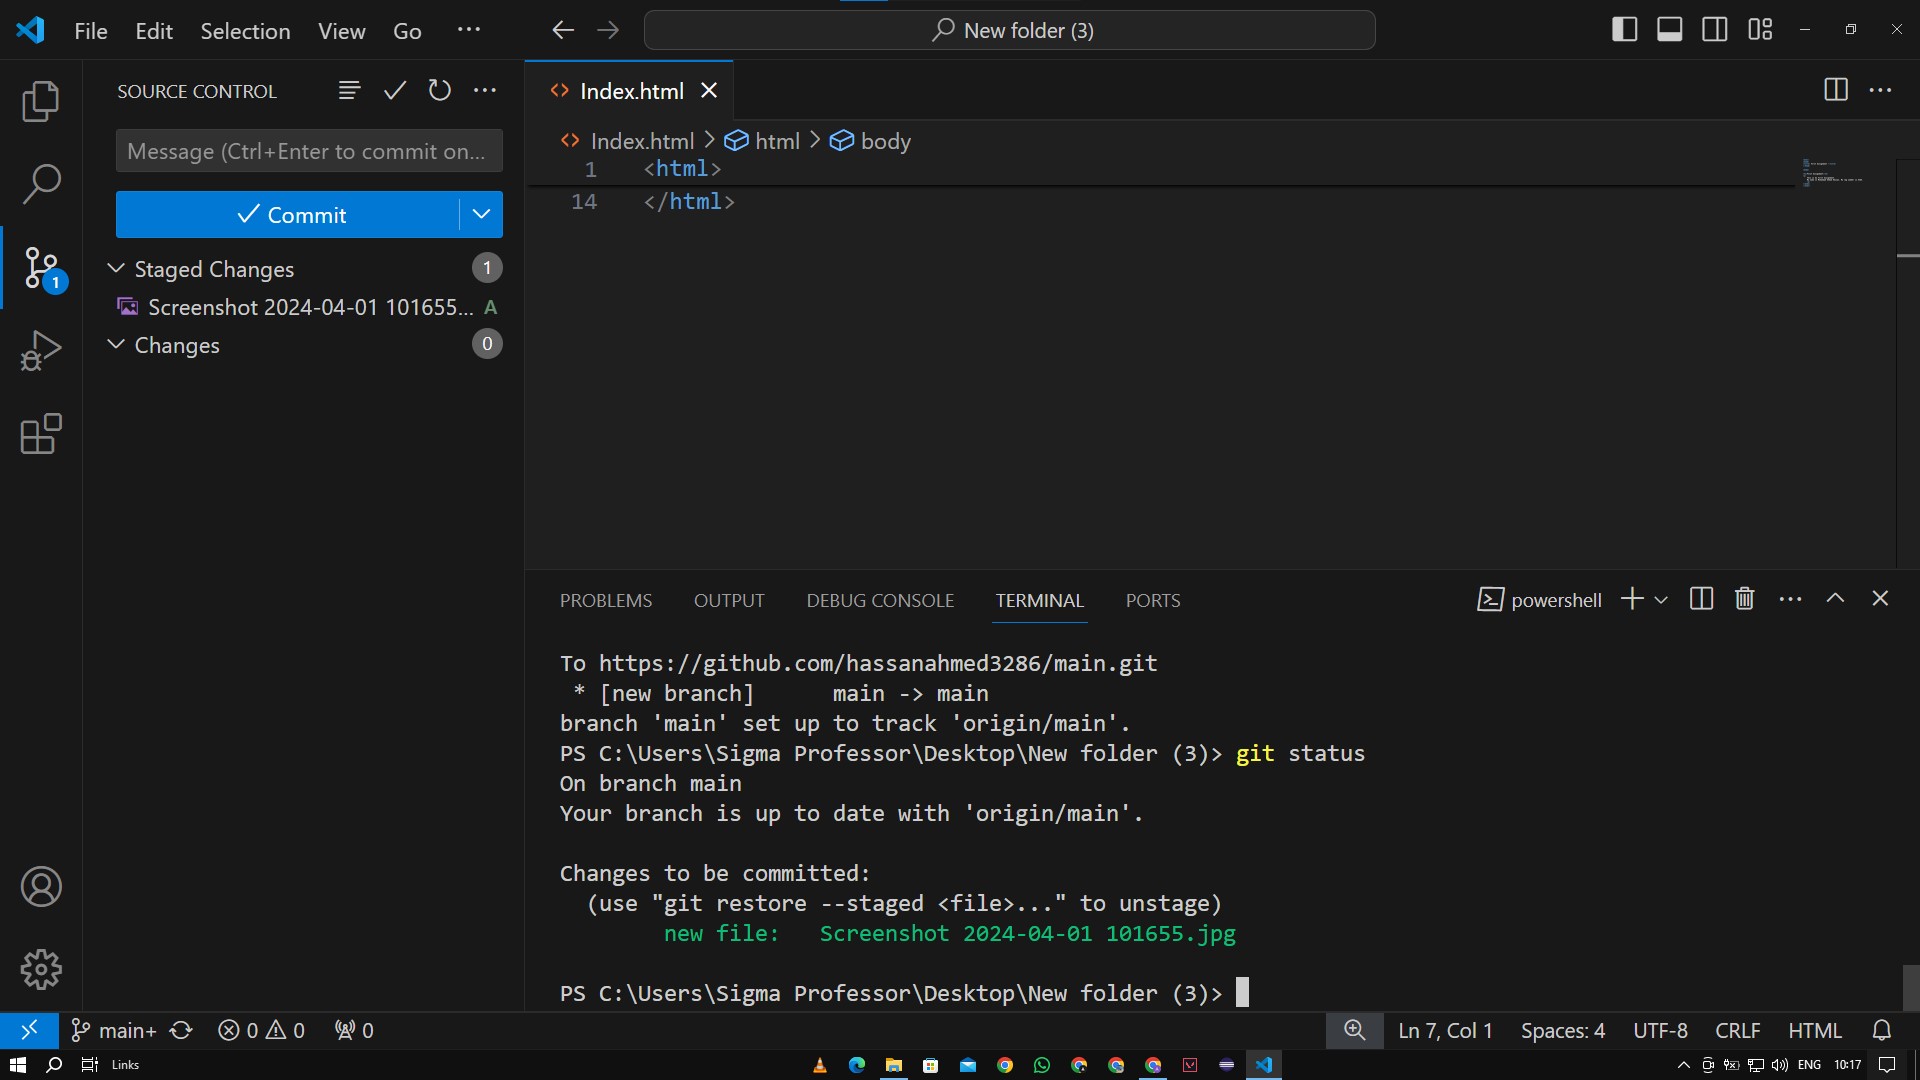 File Edit Selection View Go ···
New folder (3)
SOURCE CONTROL
Message (Ctrl+Enter to commit on...
Commit
Staged Changes 1
Screenshot 2024-04-01 101655... A
Changes 0
1
Index.html
Index.html > html > body
1 <html>
14 </html>
PROBLEMS OUTPUT DEBUG CONSOLE TERMINAL PORTS
powershell
To https://github.com/hassanahmed3286/main.git
* [new branch] main -> main
branch 'main' set up to track 'origin/main'.
PS C:\Users\Sigma Professor\Desktop\New folder (3)> git status
On branch main
Your branch is up to date with 'origin/main'.
Changes to be committed:
(use "git restore --staged <file>..." to unstage)
new file: Screenshot 2024-04-01 101655.jpg
PS C:\Users\Sigma Professor\Desktop\New folder (3)>
main+ 0 0 0
Ln 7, Col 1 Spaces: 4 UTF-8 CRLF HTML
Links
ENG 10:17